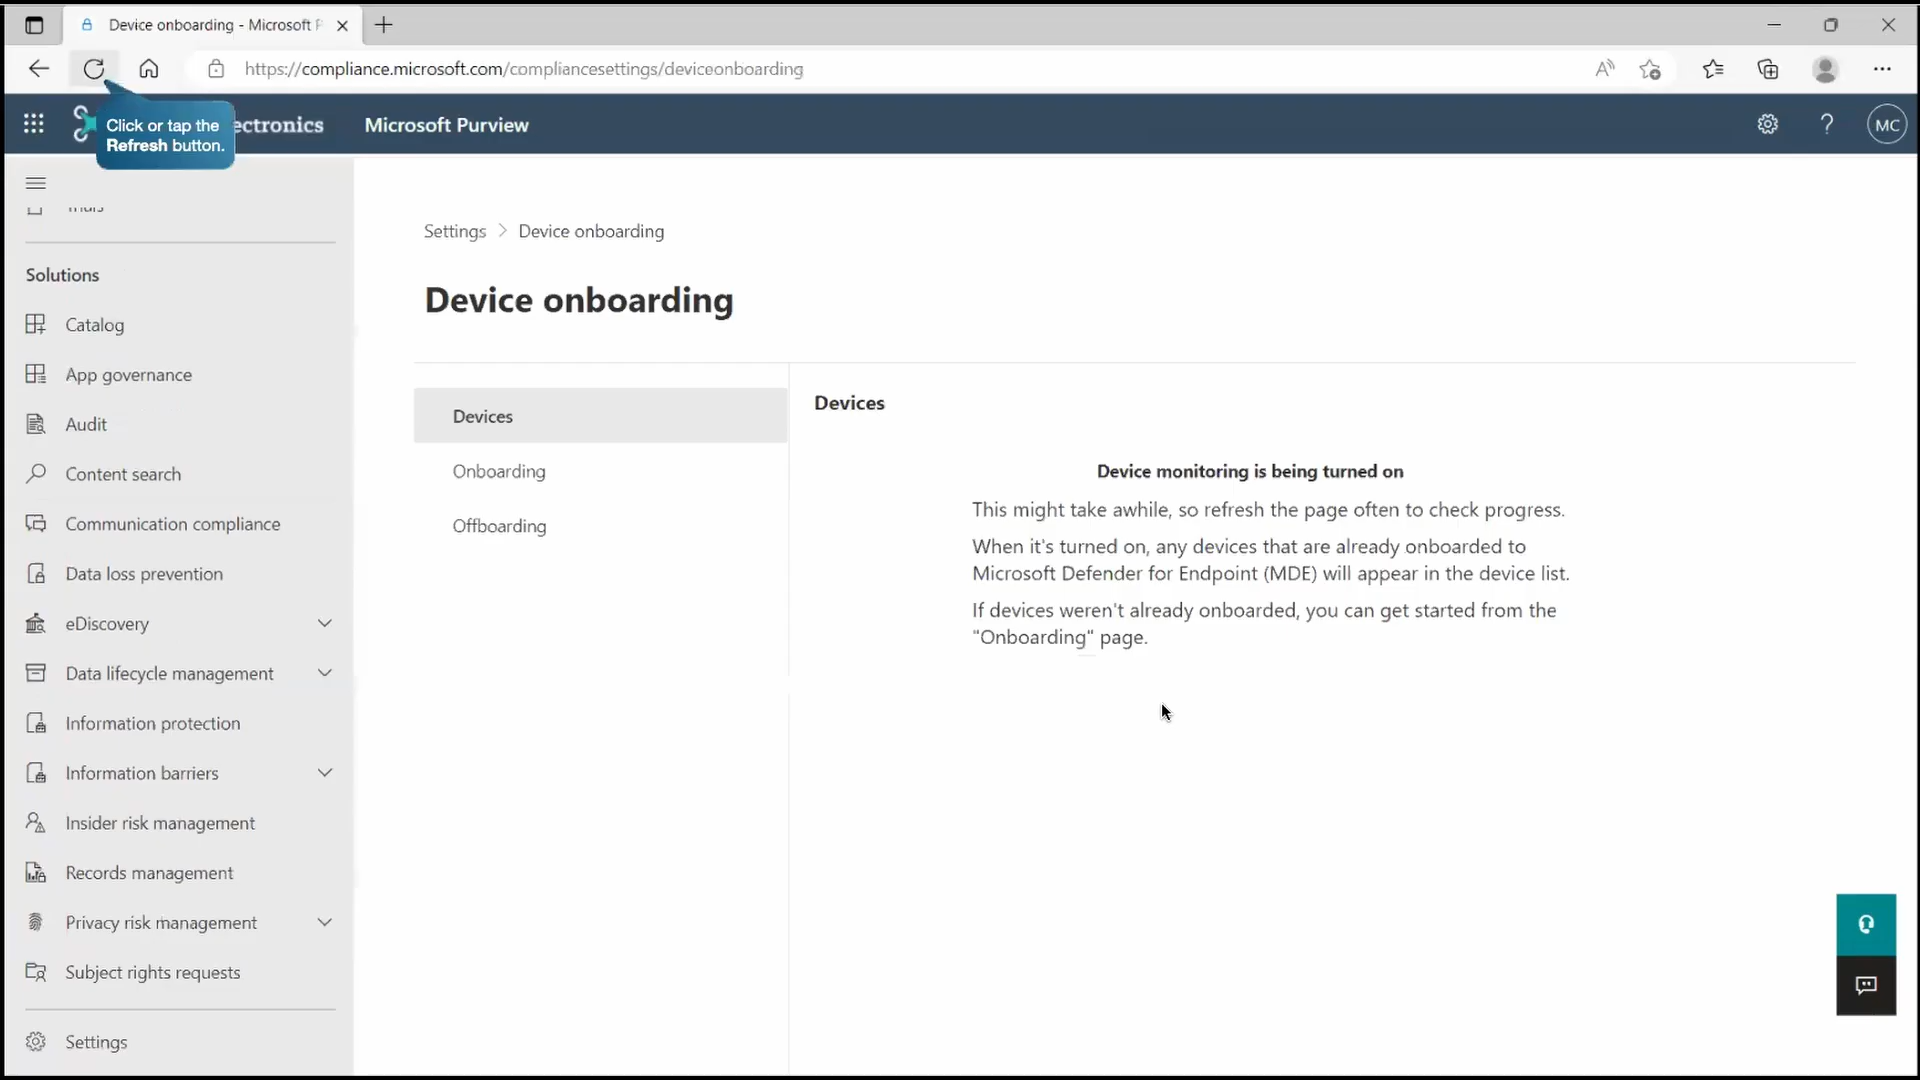 Device onboarding - Microsoft P
https://compliance.microsoft.com/compliancesettings/deviceonboarding
Click or tap the
Refresh button.
ectronics
Microsoft Purview
MC
Trials
Settings
Device onboarding
Solutions
Catalog
App governance
Audit
Content search
Communication compliance
Data loss prevention
eDiscovery
Data lifecycle management
Information protection
Information barriers
Insider risk management
Records management
Privacy risk management
Subject rights requests
Settings
Device onboarding
Devices
Onboarding
Offboarding
Devices
Device monitoring is being turned on
This might take awhile, so refresh the page often to check progress.
When it's turned on, any devices that are already onboarded to
Microsoft Defender for Endpoint (MDE) will appear in the device list.
If devices weren't already onboarded, you can get started from the
"Onboarding" page.